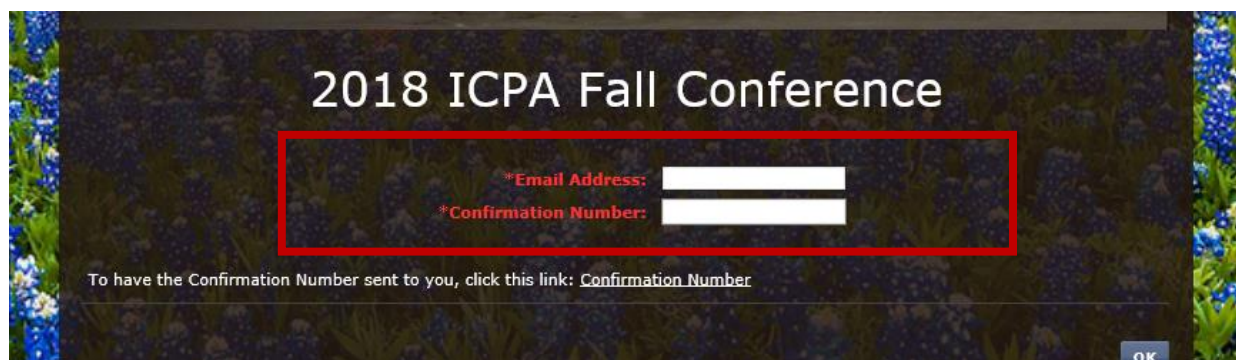 2018 ICPA Fall Conference
*Email Address:
*Confirmation Number:
To have the Confirmation Number sent to you, click this link: Confirmation Number
OK